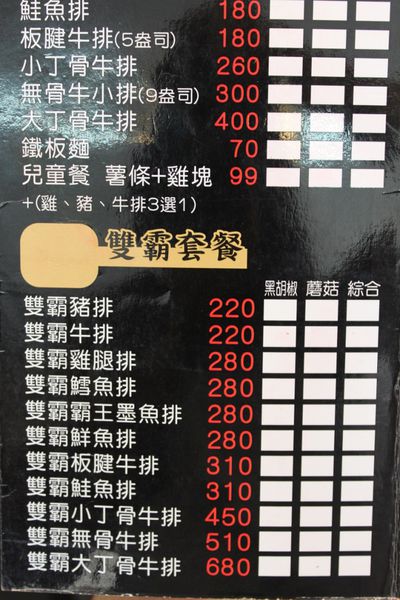 鮭魚排 180
板腱牛排(5盎司) 180
小丁骨牛排 260
無骨牛小排(9盎司) 300
大丁骨牛排 400
鐵板麵 70
兒童餐 薯條+雞塊 99
+(雞、豬、牛排3選1)
雙霸套餐
黑胡椒 蘑菇 綜合
雙霸豬排 220
雙霸牛排 220
雙霸雞腿排 280
雙霸鱈魚排 280
雙霸霸王墨魚排 280
雙霸鮮魚排 280
雙霸板腱牛排 310
雙霸鮭魚排 310
雙霸小丁骨牛排 450
雙霸無骨牛排 510
雙霸大丁骨牛排 680